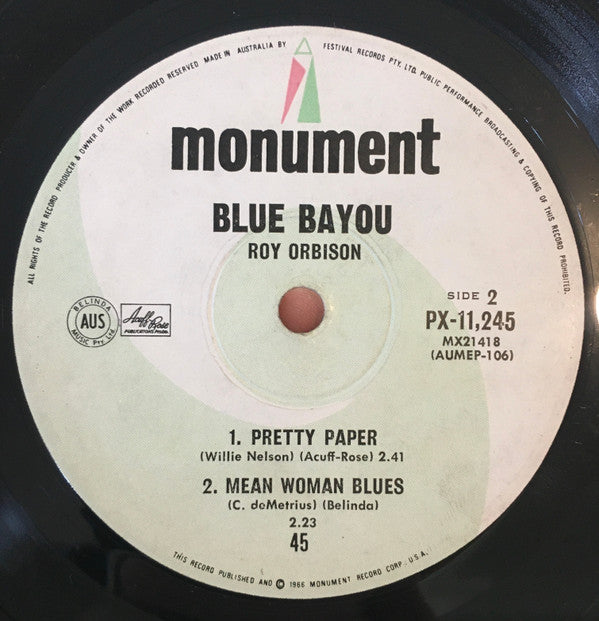 ALL RIGHTS OF THE RECORD PRODUCER & OWNER OF THE WORK RECORDED RESERVED MADE IN AUSTRALIA BY FESTIVAL RECORDS PTY. LTD. PUBLIC PERFORMANCE BROADCASTING & COPYING OF THIS RECORD PROHIBITED.
monument
BLUE BAYOU
ROY ORBISON
SIDE 2
PX-11,245
MX21418
(AUMEP-106)
BELINDA
AUS
MUSIC Pty. Ltd.
Acuff-Rose
PUBLICATIONS
1. PRETTY PAPER
(Willie Nelson) (Acuff-Rose) 2.41
2. MEAN WOMAN BLUES
(C. deMetrius) (Belinda)
2.23
45
THIS RECORD PUBLISHED AND © 1966 MONUMENT RECORD CORP. U.S.A.